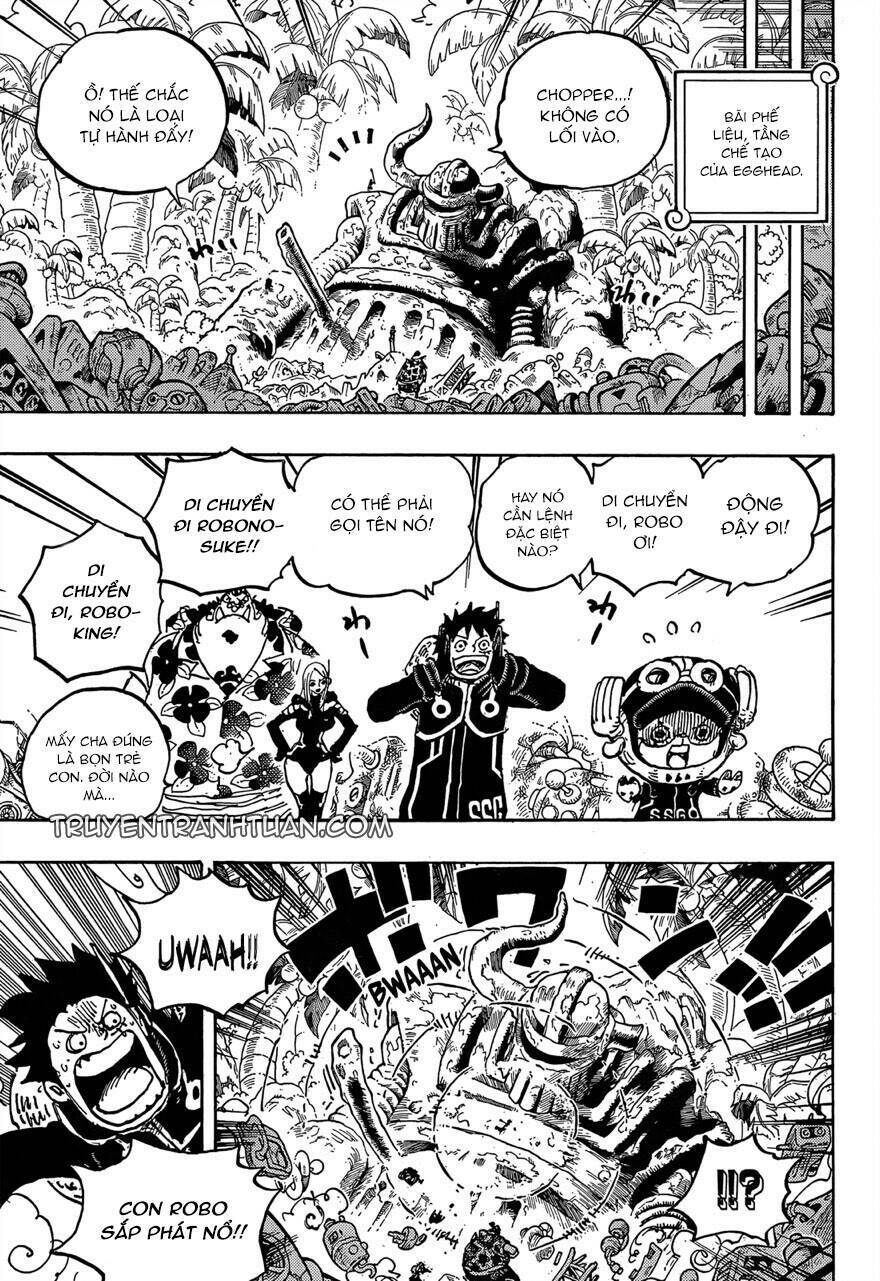 BÃI PHẾ
LIỆU, TẦNG
CHẾ TẠO
CỦA EGGHEAD.
CHOPPER...!
KHÔNG CÓ
LỐI VÀO.
Ồ! THẾ CHẮC
NÓ LÀ LOẠI
TỰ HÀNH ĐẤY!
ĐỘNG
ĐẬY ĐI!
DI CHUYỂN
ĐI, ROBO
ƠI!
HAY NÓ
CẦN LỆNH
ĐẶC BIỆT
NÀO?
CÓ THỂ PHẢI
GỌI TÊN NÓ!
DI CHUYỂN
ĐI ROBONO-
SUKE!!
DI
CHUYỂN
ĐI, ROBO-
KING!
MẤY CHA ĐÚNG
LÀ BỌN TRẺ
CON. ĐỜI NÀO
MÀ...
SSG
SSG
TRUYENTRANHTUAN.COM
BWAAAN
UWAAH!!
!!?
CON ROBO
SẮP PHÁT NỔ!!